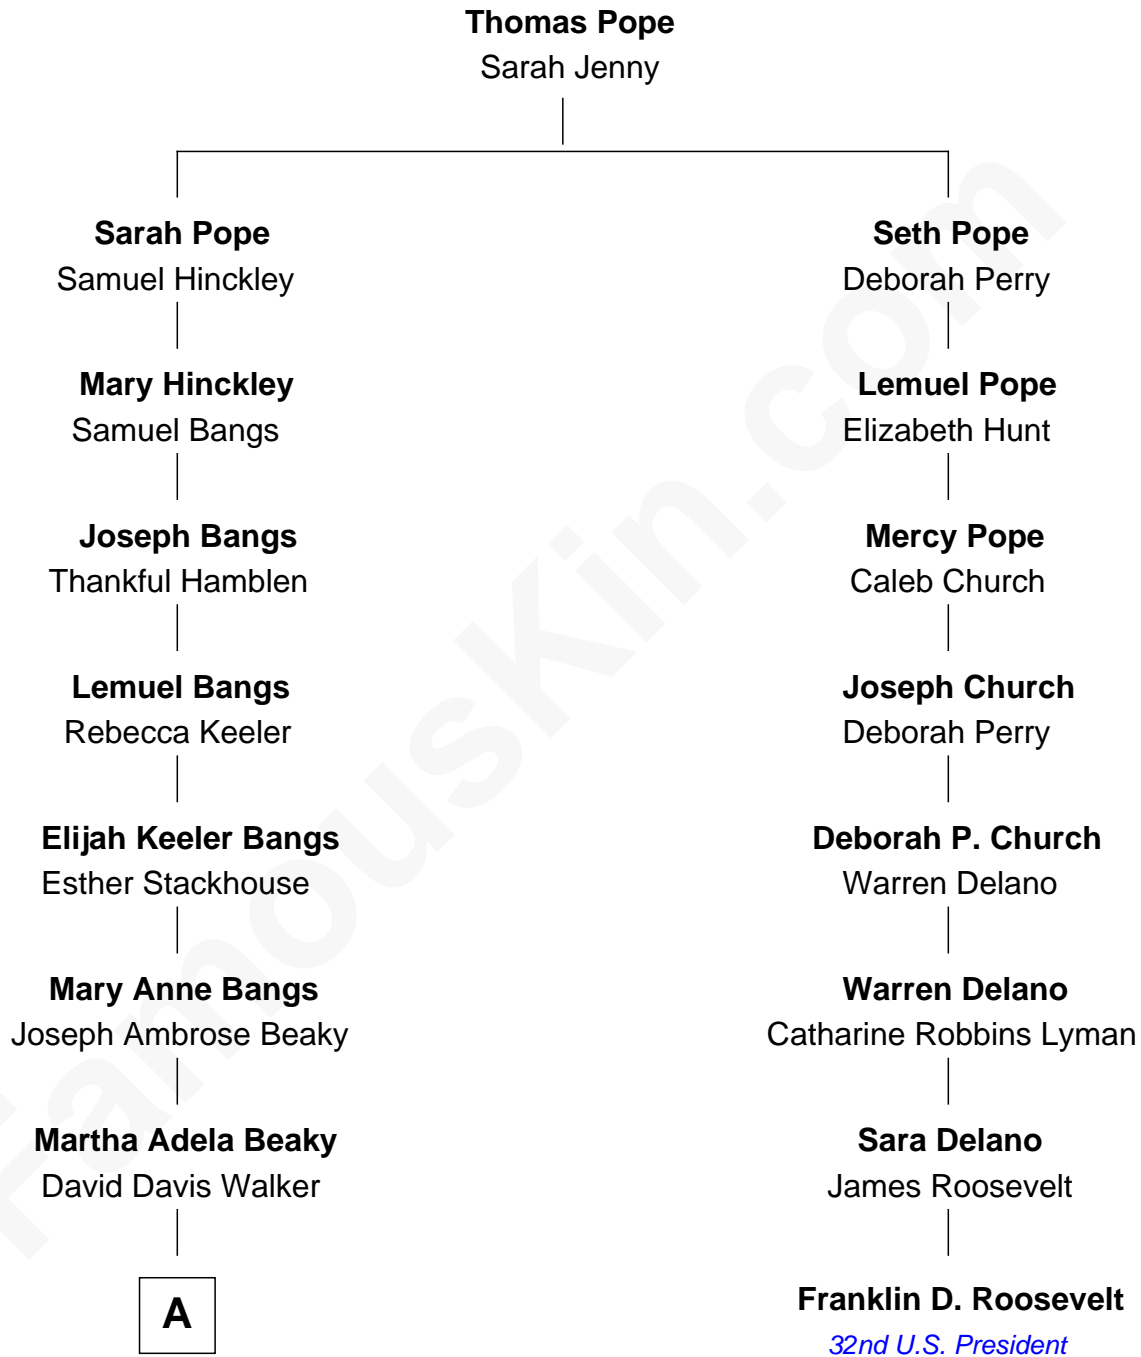 Thomas Pope
Sarah Jenny
Sarah Pope
Samuel Hinckley
Mary Hinckley
Samuel Bangs
Joseph Bangs
Thankful Hamblen
Lemuel Bangs
Rebecca Keeler
Elijah Keeler Bangs
Esther Stackhouse
Mary Anne Bangs
Joseph Ambrose Beaky
Martha Adela Beaky
David Davis Walker
A
Seth Pope
Deborah Perry
Lemuel Pope
Elizabeth Hunt
Mercy Pope
Caleb Church
Joseph Church
Deborah Perry
Deborah P. Church
Warren Delano
Warren Delano
Catharine Robbins Lyman
Sara Delano
James Roosevelt
Franklin D. Roosevelt
32nd U.S. President
FamousKin.com